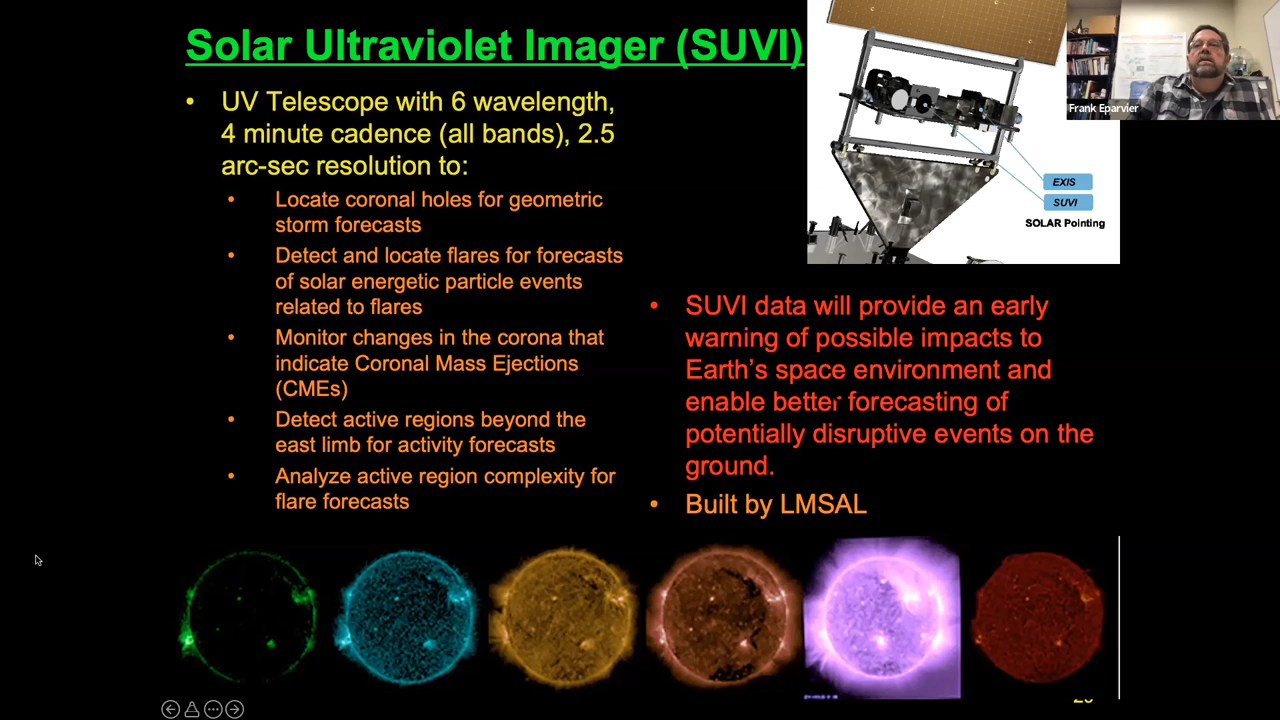 Solar Ultraviolet Imager (SUVI)
• UV Telescope with 6 wavelength,
4 minute cadence (all bands), 2.5
arc-sec resolution to:
• Locate coronal holes for geometric
storm forecasts
• Detect and locate flares for forecasts
of solar energetic particle events
related to flares
• Monitor changes in the corona that
indicate Coronal Mass Ejections
(CMEs)
• Detect active regions beyond the
east limb for activity forecasts
• Analyze active region complexity for
flare forecasts
EXIS
SUVI
SOLAR Pointing
Frank Eparvier
• SUVI data will provide an early
warning of possible impacts to
Earth's space environment and
enable better forecasting of
potentially disruptive events on the
ground.
• Built by LMSAL